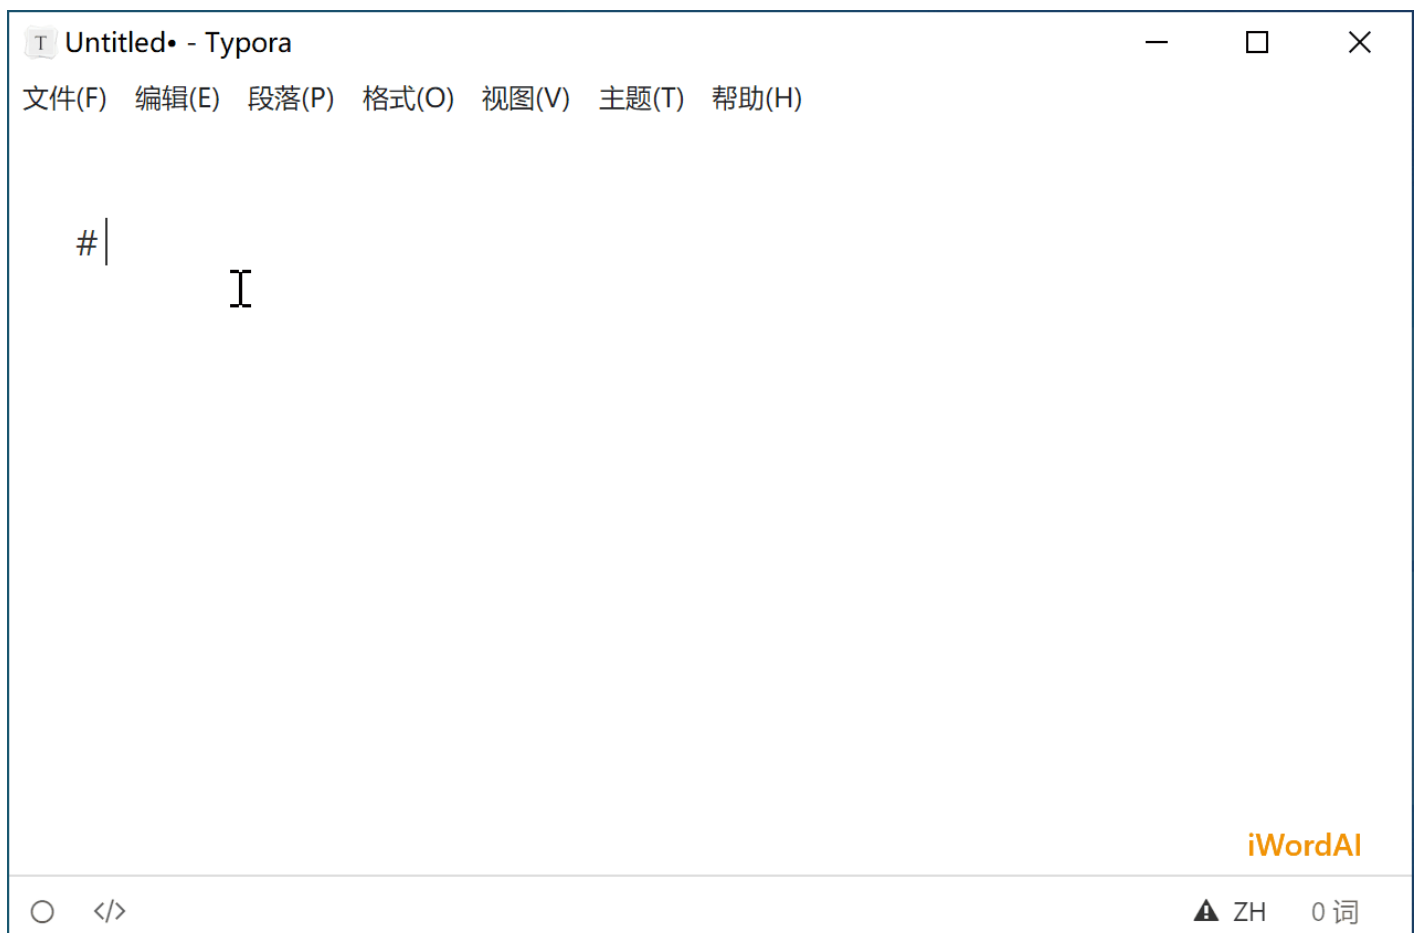 T Untitled• - Typora
文件(F) 编辑(E) 段落(P) 格式(O) 视图(V) 主题(T) 帮助(H)
#
iWordAI
</> ZH 0 词